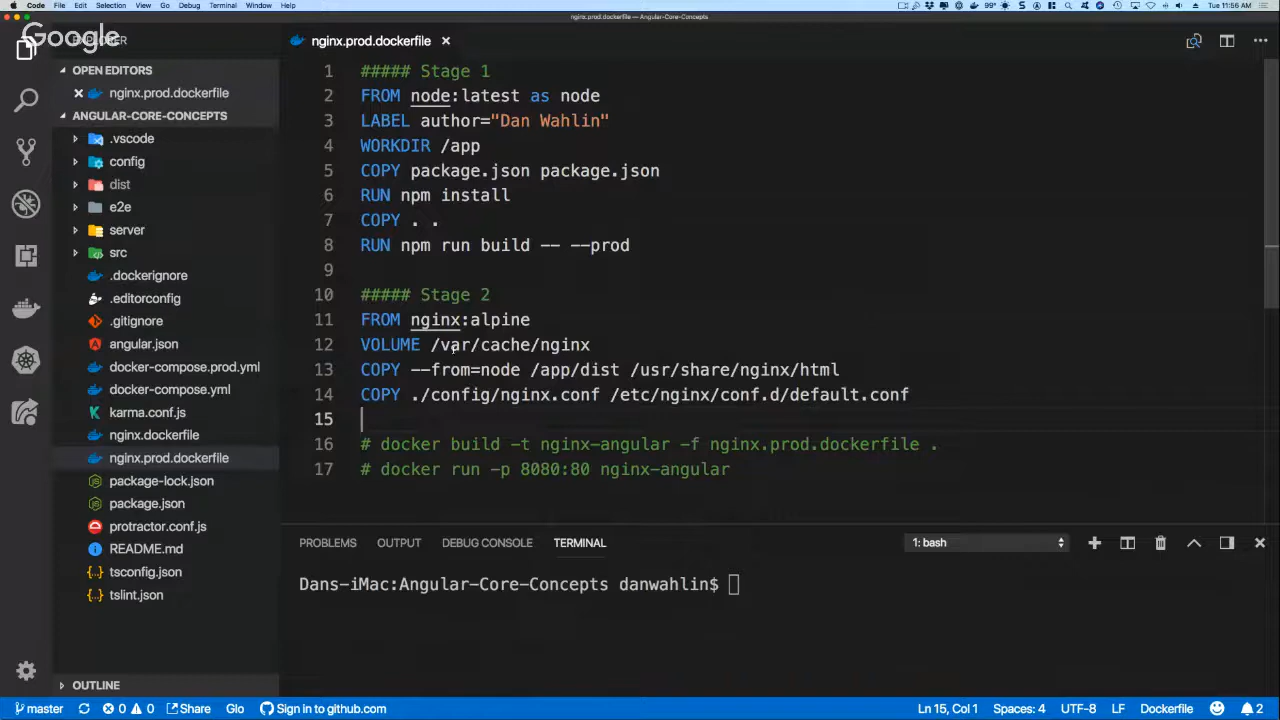 Code File Edit Selection View Go Debug Terminal Window Help
99+
Tue 11:56 AM
nginx.prod.dockerfile — Angular-Core-Concepts
Google
EXPLORER
OPEN EDITORS
nginx.prod.dockerfile
ANGULAR-CORE-CONCEPTS
.vscode
config
dist
e2e
server
src
.dockerignore
.editorconfig
.gitignore
angular.json
docker-compose.prod.yml
docker-compose.yml
karma.conf.js
nginx.dockerfile
nginx.prod.dockerfile
package-lock.json
package.json
protractor.conf.js
README.md
tsconfig.json
tslint.json
OUTLINE
nginx.prod.dockerfile
1 ##### Stage 1
2 FROM node:latest as node
3 LABEL author="Dan Wahlin"
4 WORKDIR /app
5 COPY package.json package.json
6 RUN npm install
7 COPY . .
8 RUN npm run build -- --prod
9
10 ##### Stage 2
11 FROM nginx:alpine
12 VOLUME /var/cache/nginx
13 COPY --from=node /app/dist /usr/share/nginx/html
14 COPY ./config/nginx.conf /etc/nginx/conf.d/default.conf
15
16 # docker build -t nginx-angular -f nginx.prod.dockerfile .
17 # docker run -p 8080:80 nginx-angular
PROBLEMS OUTPUT DEBUG CONSOLE TERMINAL 1: bash
Dans-iMac:Angular-Core-Concepts danwahlin$
master 0 0 Share Glo Sign in to github.com Ln 15, Col 1 Spaces: 4 UTF-8 LF Dockerfile 2